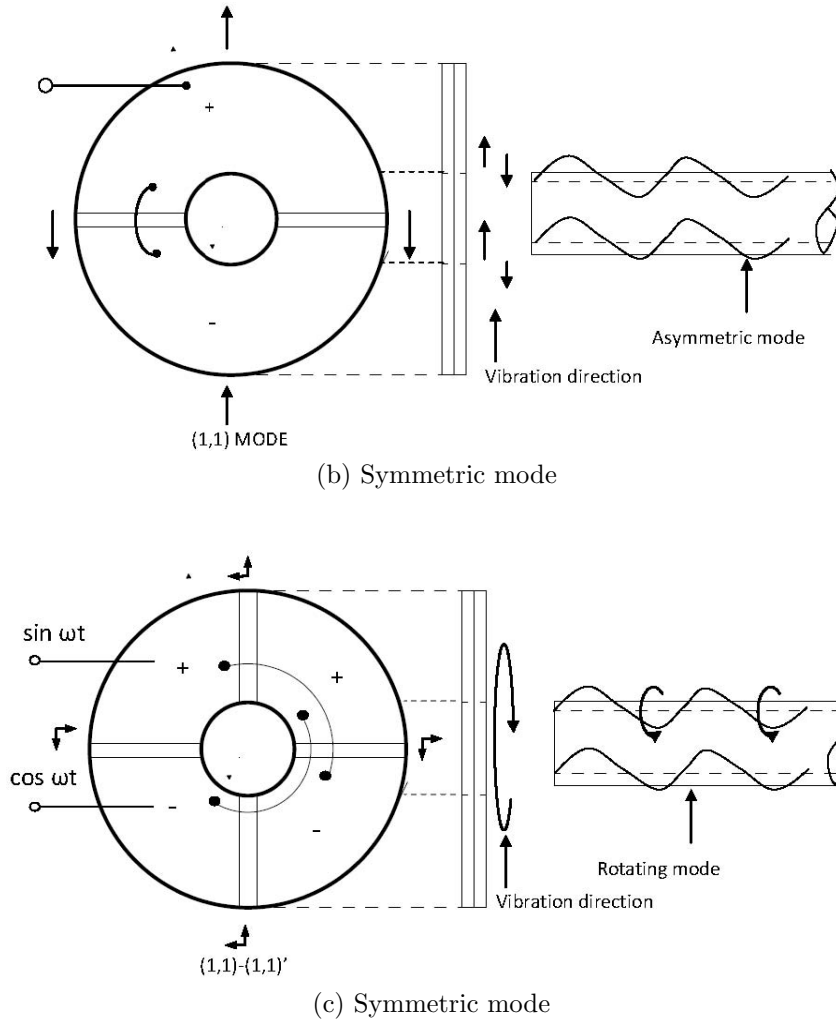 +
-
(1,1) MODE
Vibration direction
Asymmetric mode
(b) Symmetric mode
sin ωt
+
+
cos ωt
-
-
Vibration direction
Rotating mode
(1,1)-(1,1)’
(c) Symmetric mode